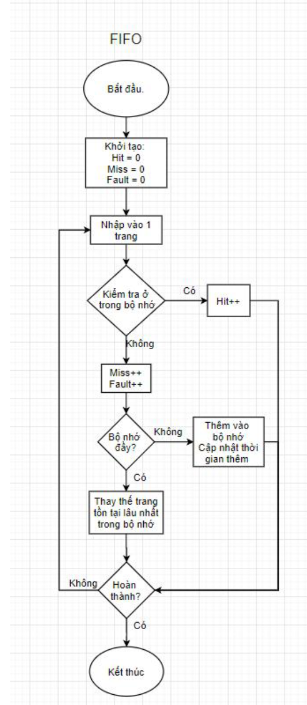 FIFO
Bắt đầu.
Khởi tạo:
Hit = 0
Miss = 0
Fault = 0
Nhập vào 1
trang
Kiểm tra ở
trong bộ nhớ
Có
Hit++
Không
Miss++
Fault++
Bộ nhớ
đầy?
Không
Thêm vào
bộ nhớ
Cập nhật thời
gian thêm
Có
Thay thế trang
tồn tại lâu nhất
trong bộ nhớ
Không
Hoàn
thành?
Có
Kết thúc